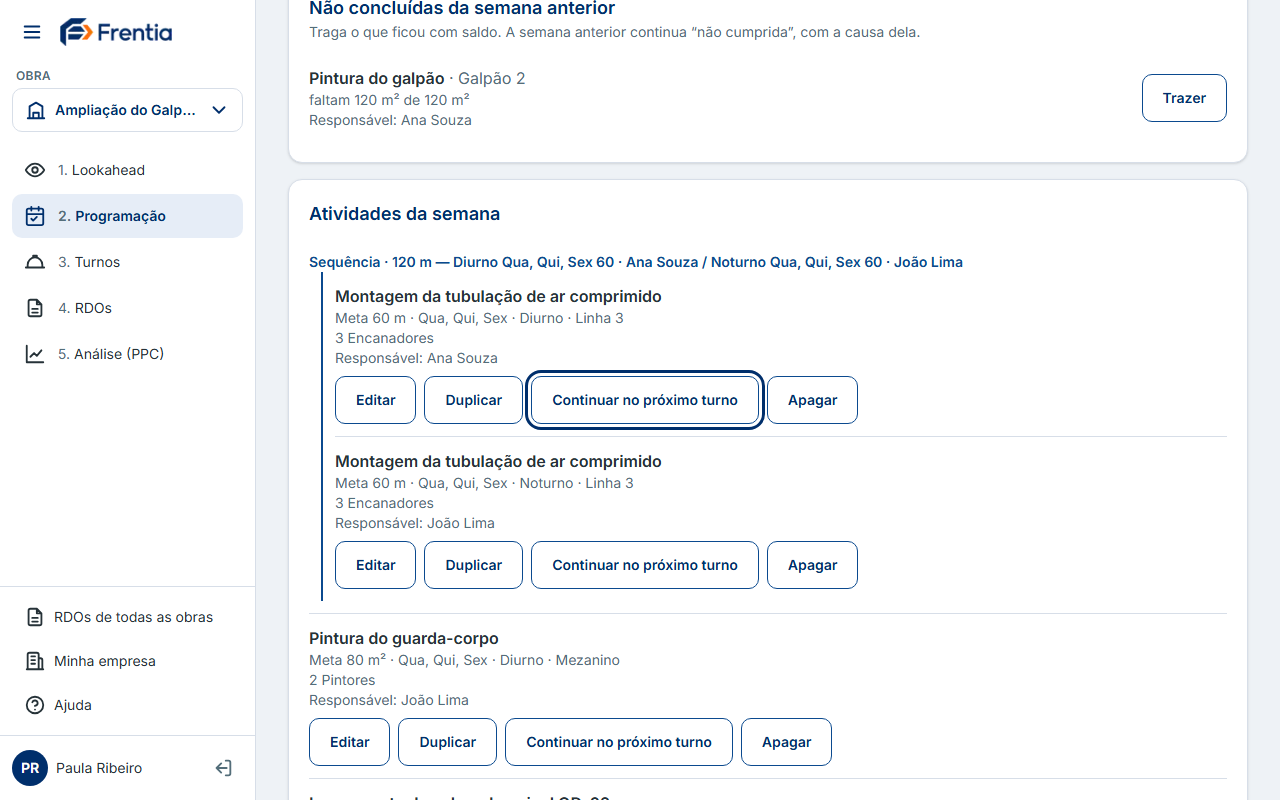 Frentia
OBRA
Ampliação do Galp...
1. Lookahead
2. Programação
3. Turnos
4. RDOs
5. Análise (PPC)
RDOs de todas as obras
Minha empresa
Ajuda
PR
Paula Ribeiro
Não concluídas da semana anterior
Traga o que ficou com saldo. A semana anterior continua “não cumprida”, com a causa dela.
Pintura do galpão · Galpão 2
faltam 120 m² de 120 m²
Responsável: Ana Souza
Trazer
Atividades da semana
Sequência · 120 m — Diurno Qua, Qui, Sex 60 · Ana Souza / Noturno Qua, Qui, Sex 60 · João Lima
Montagem da tubulação de ar comprimido
Meta 60 m · Qua, Qui, Sex · Diurno · Linha 3
3 Encanadores
Responsável: Ana Souza
Editar Duplicar Continuar no próximo turno Apagar
Montagem da tubulação de ar comprimido
Meta 60 m · Qua, Qui, Sex · Noturno · Linha 3
3 Encanadores
Responsável: João Lima
Editar Duplicar Continuar no próximo turno Apagar
Pintura do guarda-corpo
Meta 80 m² · Qua, Qui, Sex · Diurno · Mezanino
2 Pintores
Responsável: João Lima
Editar Duplicar Continuar no próximo turno Apagar